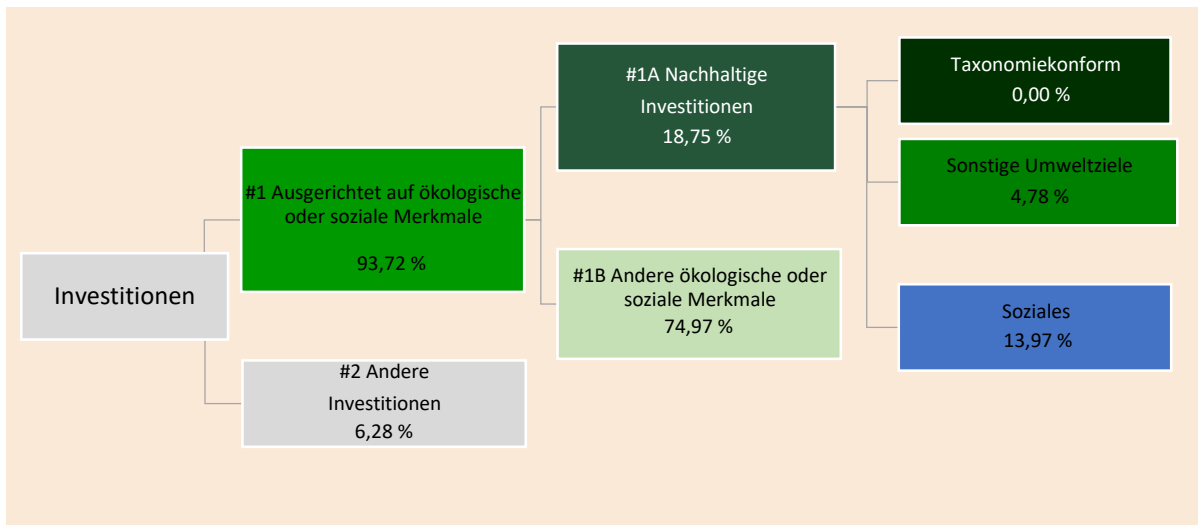 Investitionen
#1 Ausgerichtet auf ökologische
oder soziale Merkmale
93,72 %
#2 Andere
Investitionen
6,28 %
#1A Nachhaltige
Investitionen
18,75 %
#1B Andere ökologische oder
soziale Merkmale
74,97 %
Taxonomiekonform
0,00 %
Sonstige Umweltziele
4,78 %
Soziales
13,97 %